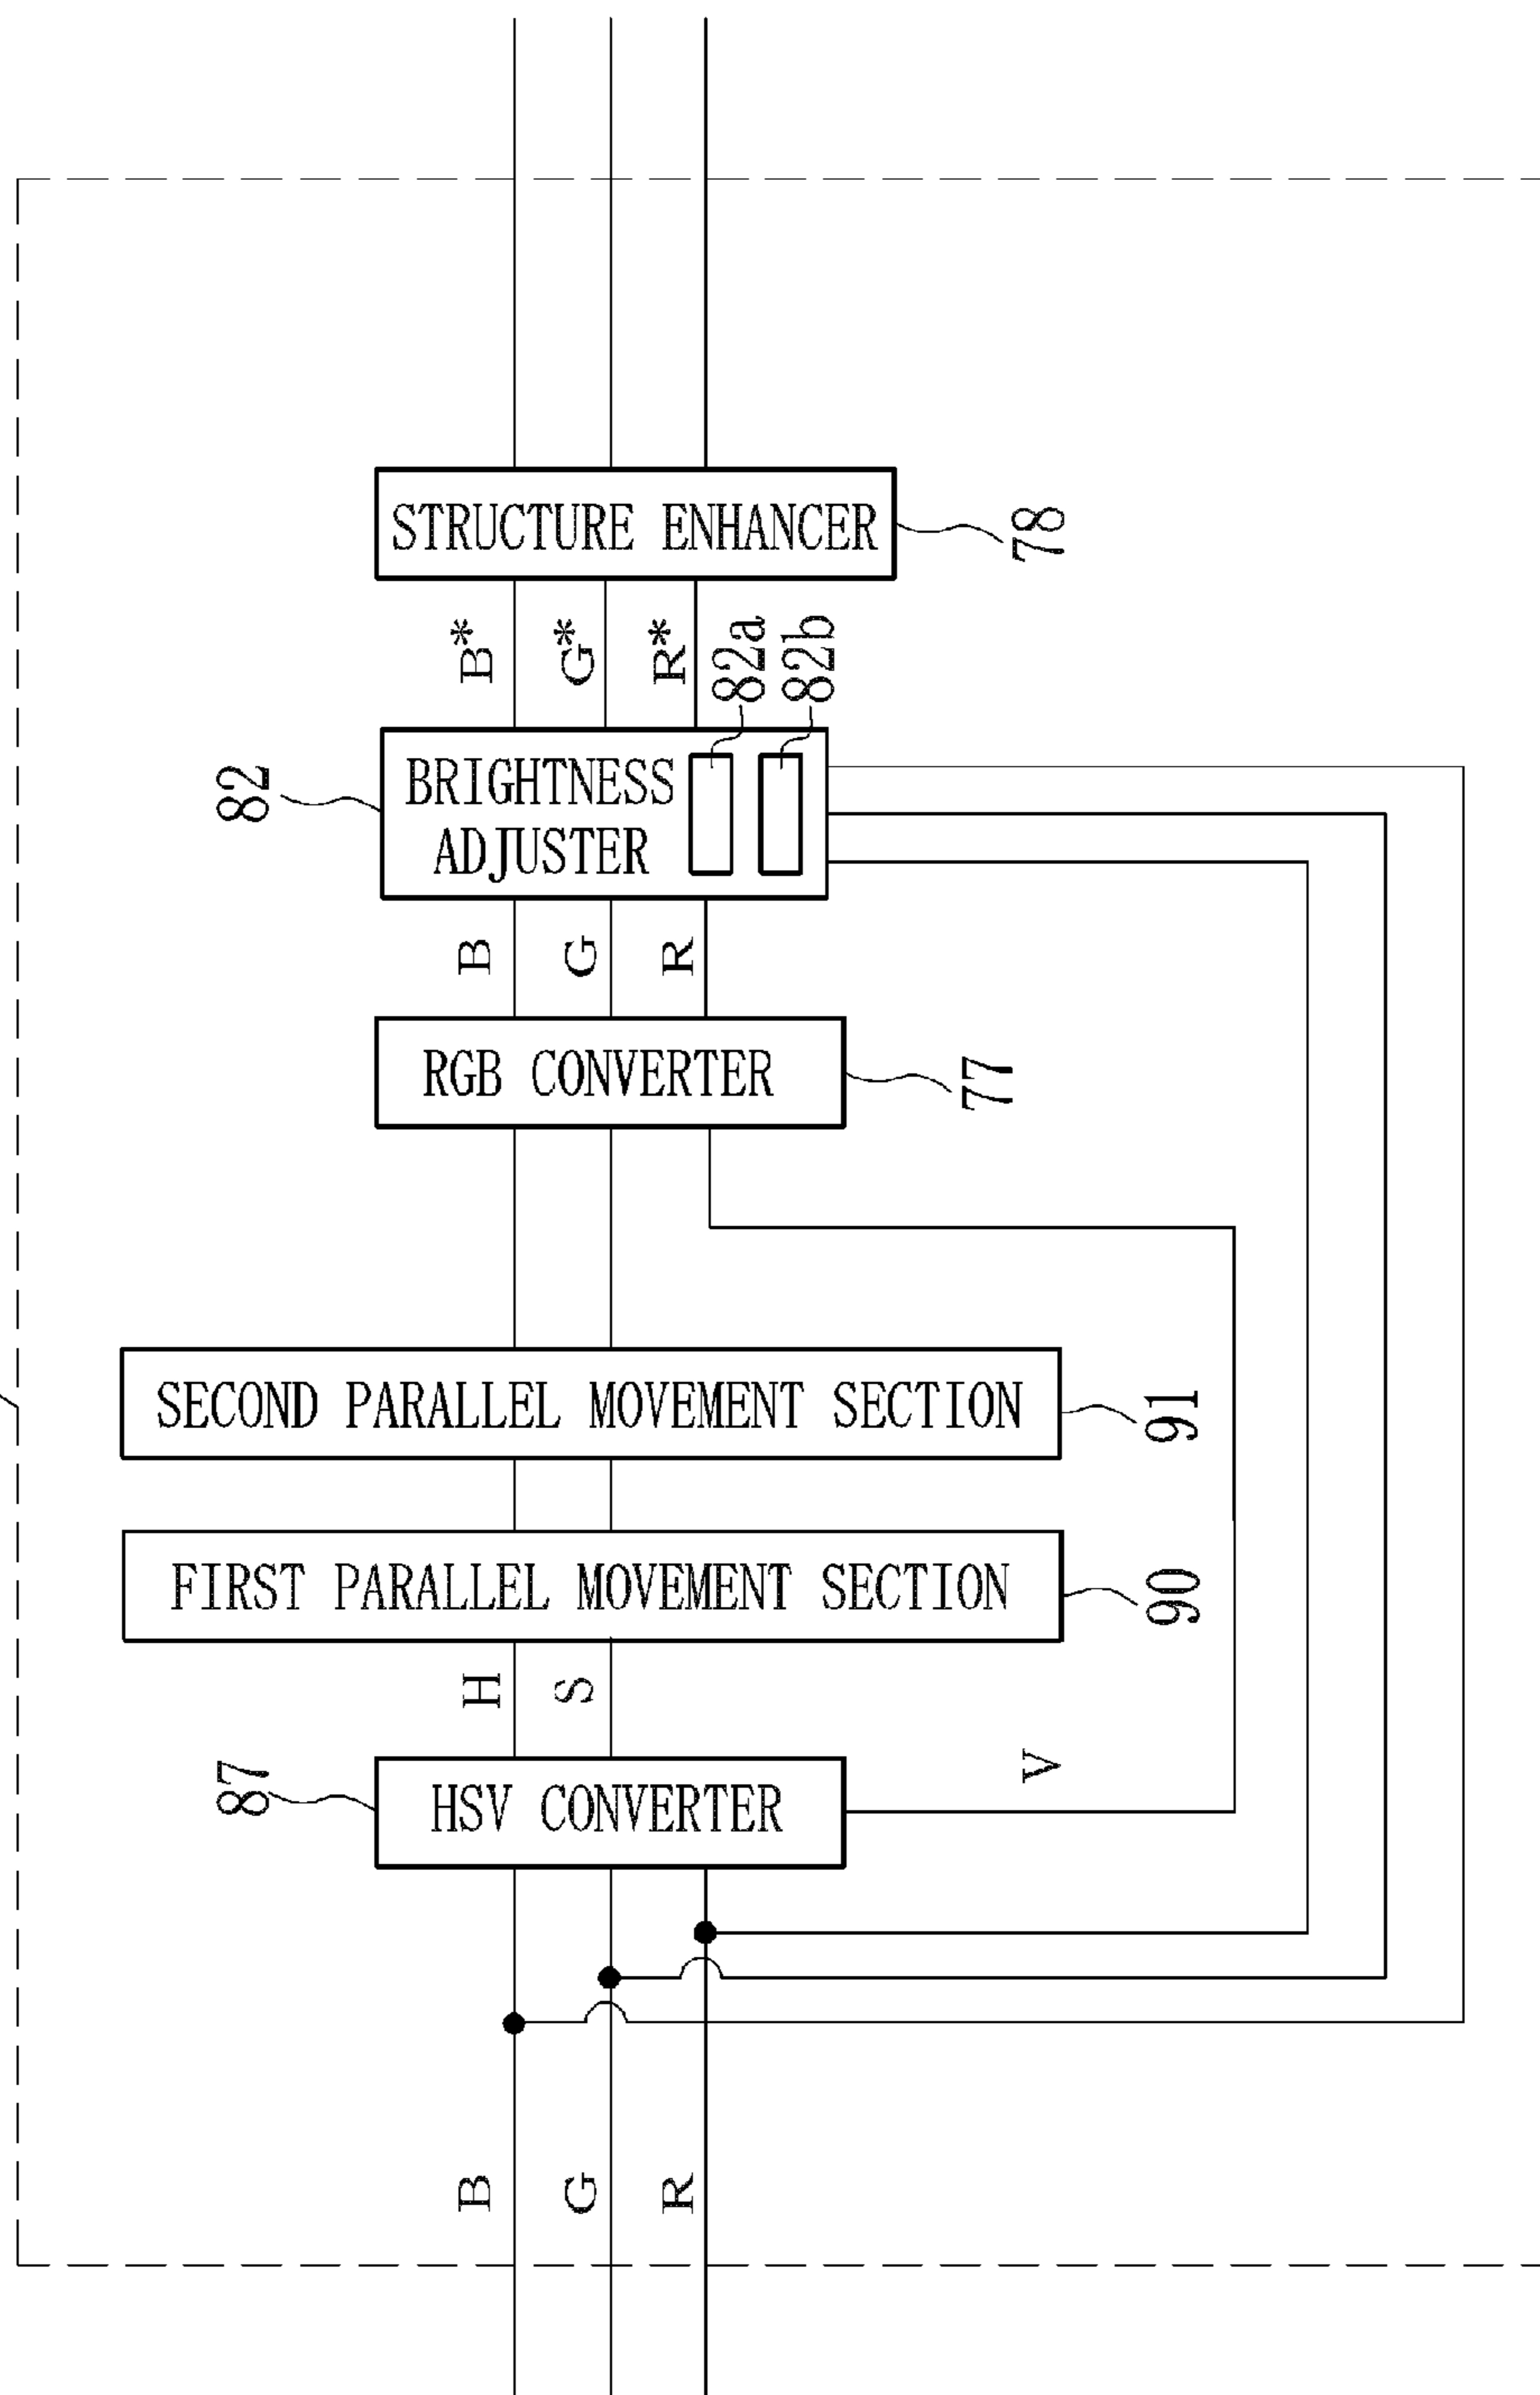 STRUCTURE ENHANCER
78
B*
G*
R*
82a
82b
82
BRIGHTNESS
ADJUSTER
B
G
R
RGB CONVERTER
77
SECOND PARALLEL MOVEMENT SECTION
91
FIRST PARALLEL MOVEMENT SECTION
90
H
S
87
HSV CONVERTER
V
B
G
R